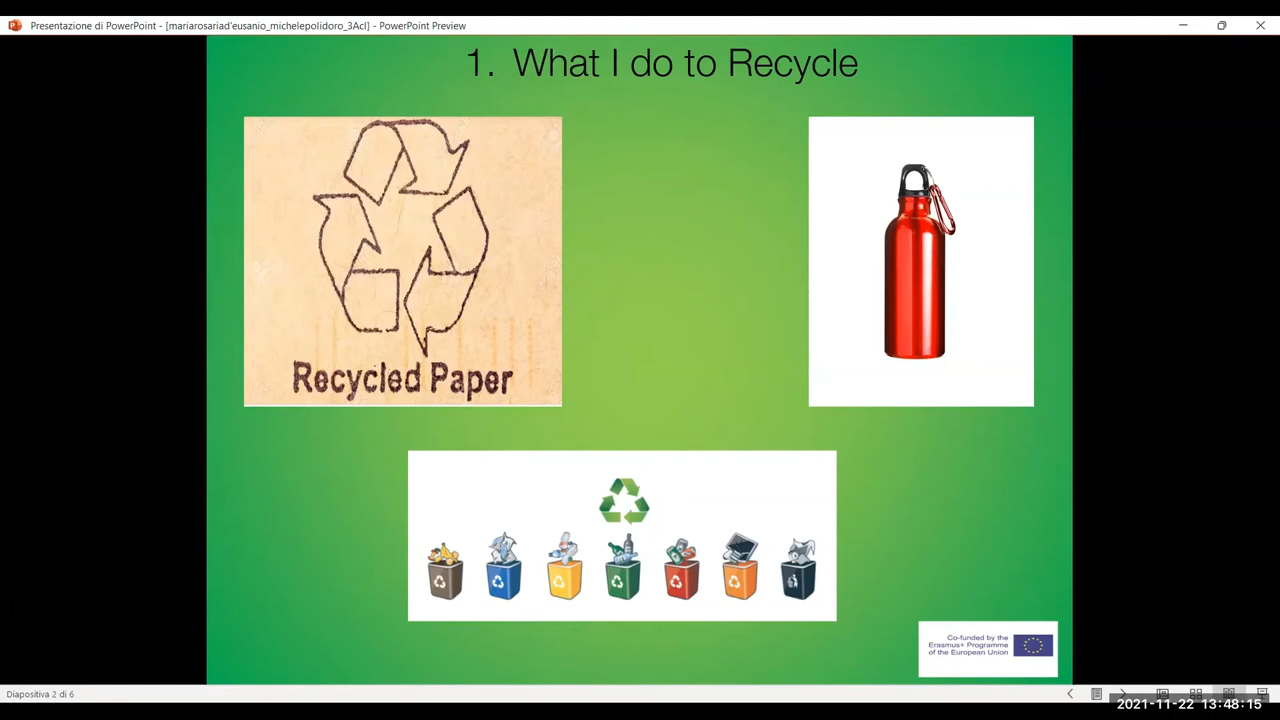 Presentazione di PowerPoint - [mariarosariad'eusanio_michelepolidoro_3Acl] - PowerPoint Preview
1. What I do to Recycle
Recycled Paper
Co-funded by the
Erasmus+ Programme
of the European Union
Diapositiva 2 di 6
2021-11-22 13:48:15